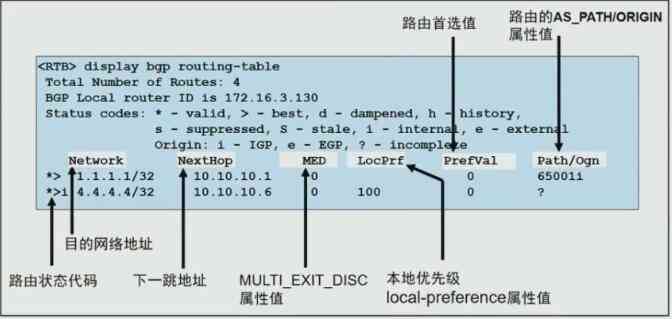 路由首选值
路由的AS_PATH/ORIGIN
属性值
<RTB> display bgp routing-table
Total Number of Routes: 4
BGP Local router ID is 172.16.3.130
Status codes: * - valid, > - best, d - dampened, h - history,
s - suppressed, S - stale, i - internal, e - external
Origin: i - IGP, e - EGP, ? - incomplete
Network NextHop MED LocPrf PrefVal Path/Ogn
*> 1.1.1.1/32 10.10.10.1 0 0 65001i
*>i 4.4.4.4/32 10.10.10.6 0 100 0 ?
目的网络地址
路由状态代码
下一跳地址
MULTI_EXIT_DISC
属性值
本地优先级
local-preference属性值